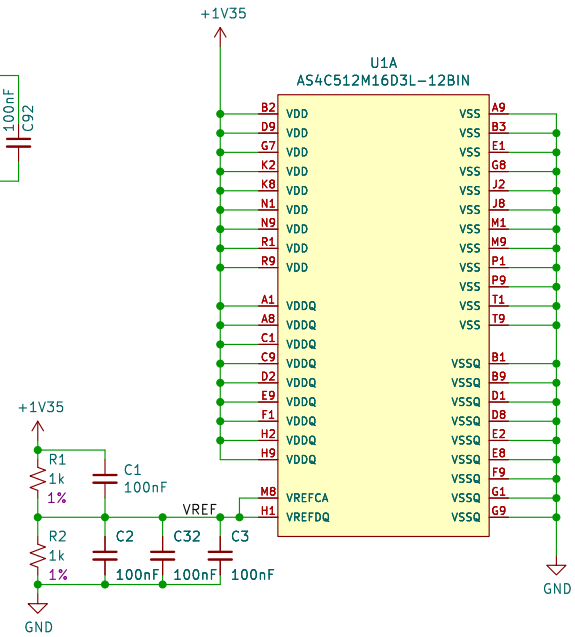 +1V35
U1A
AS4C512M16D3L-12BIN
100nF
C92
B2 VDD VSS A9
D9 VDD VSS B3
G7 VDD VSS E1
K2 VDD VSS G8
K8 VDD VSS J2
N1 VDD VSS J8
N9 VDD VSS M1
R1 VDD VSS M9
R9 VDD VSS P1
VSS P9
A1 VDDQ VSS T1
A8 VDDQ VSS T9
C1 VDDQ
C9 VDDQ VSSQ B1
D2 VDDQ VSSQ B9
E9 VDDQ VSSQ D1
F1 VDDQ VSSQ D8
H2 VDDQ VSSQ E2
H9 VDDQ VSSQ E8
VSSQ F9
M8 VREFCA VSSQ G1
H1 VREFDQ VSSQ G9
+1V35
R1
1k
1%
C1
100nF
VREF
R2
1k
1%
C2
100nF
C32
100nF
C3
100nF
GND
GND